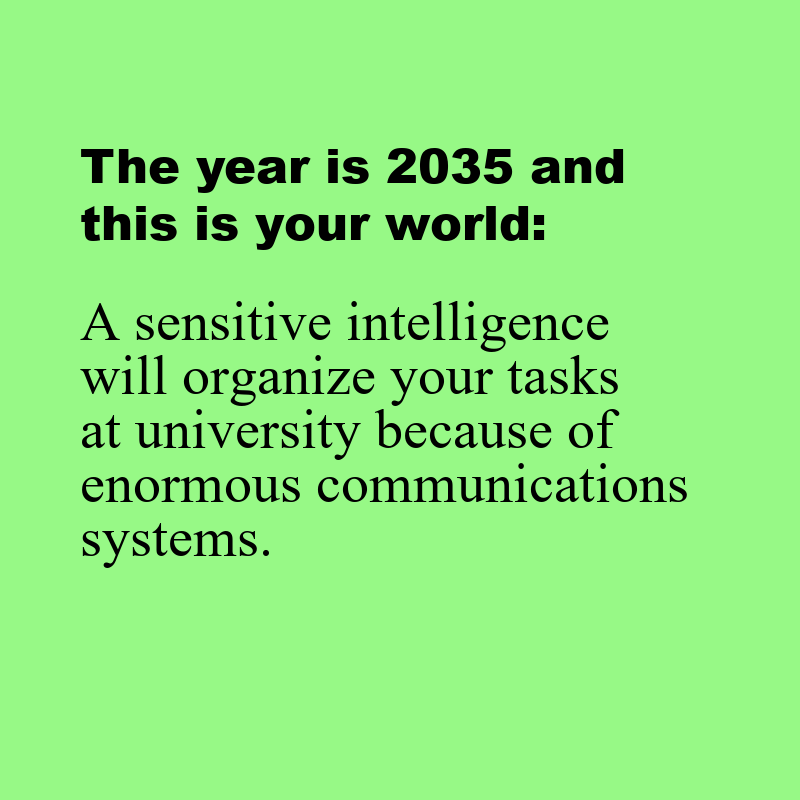 The year is 2035 and
this is your world:
A sensitive intelligence
will organize your tasks
at university because of
enormous communications
systems.